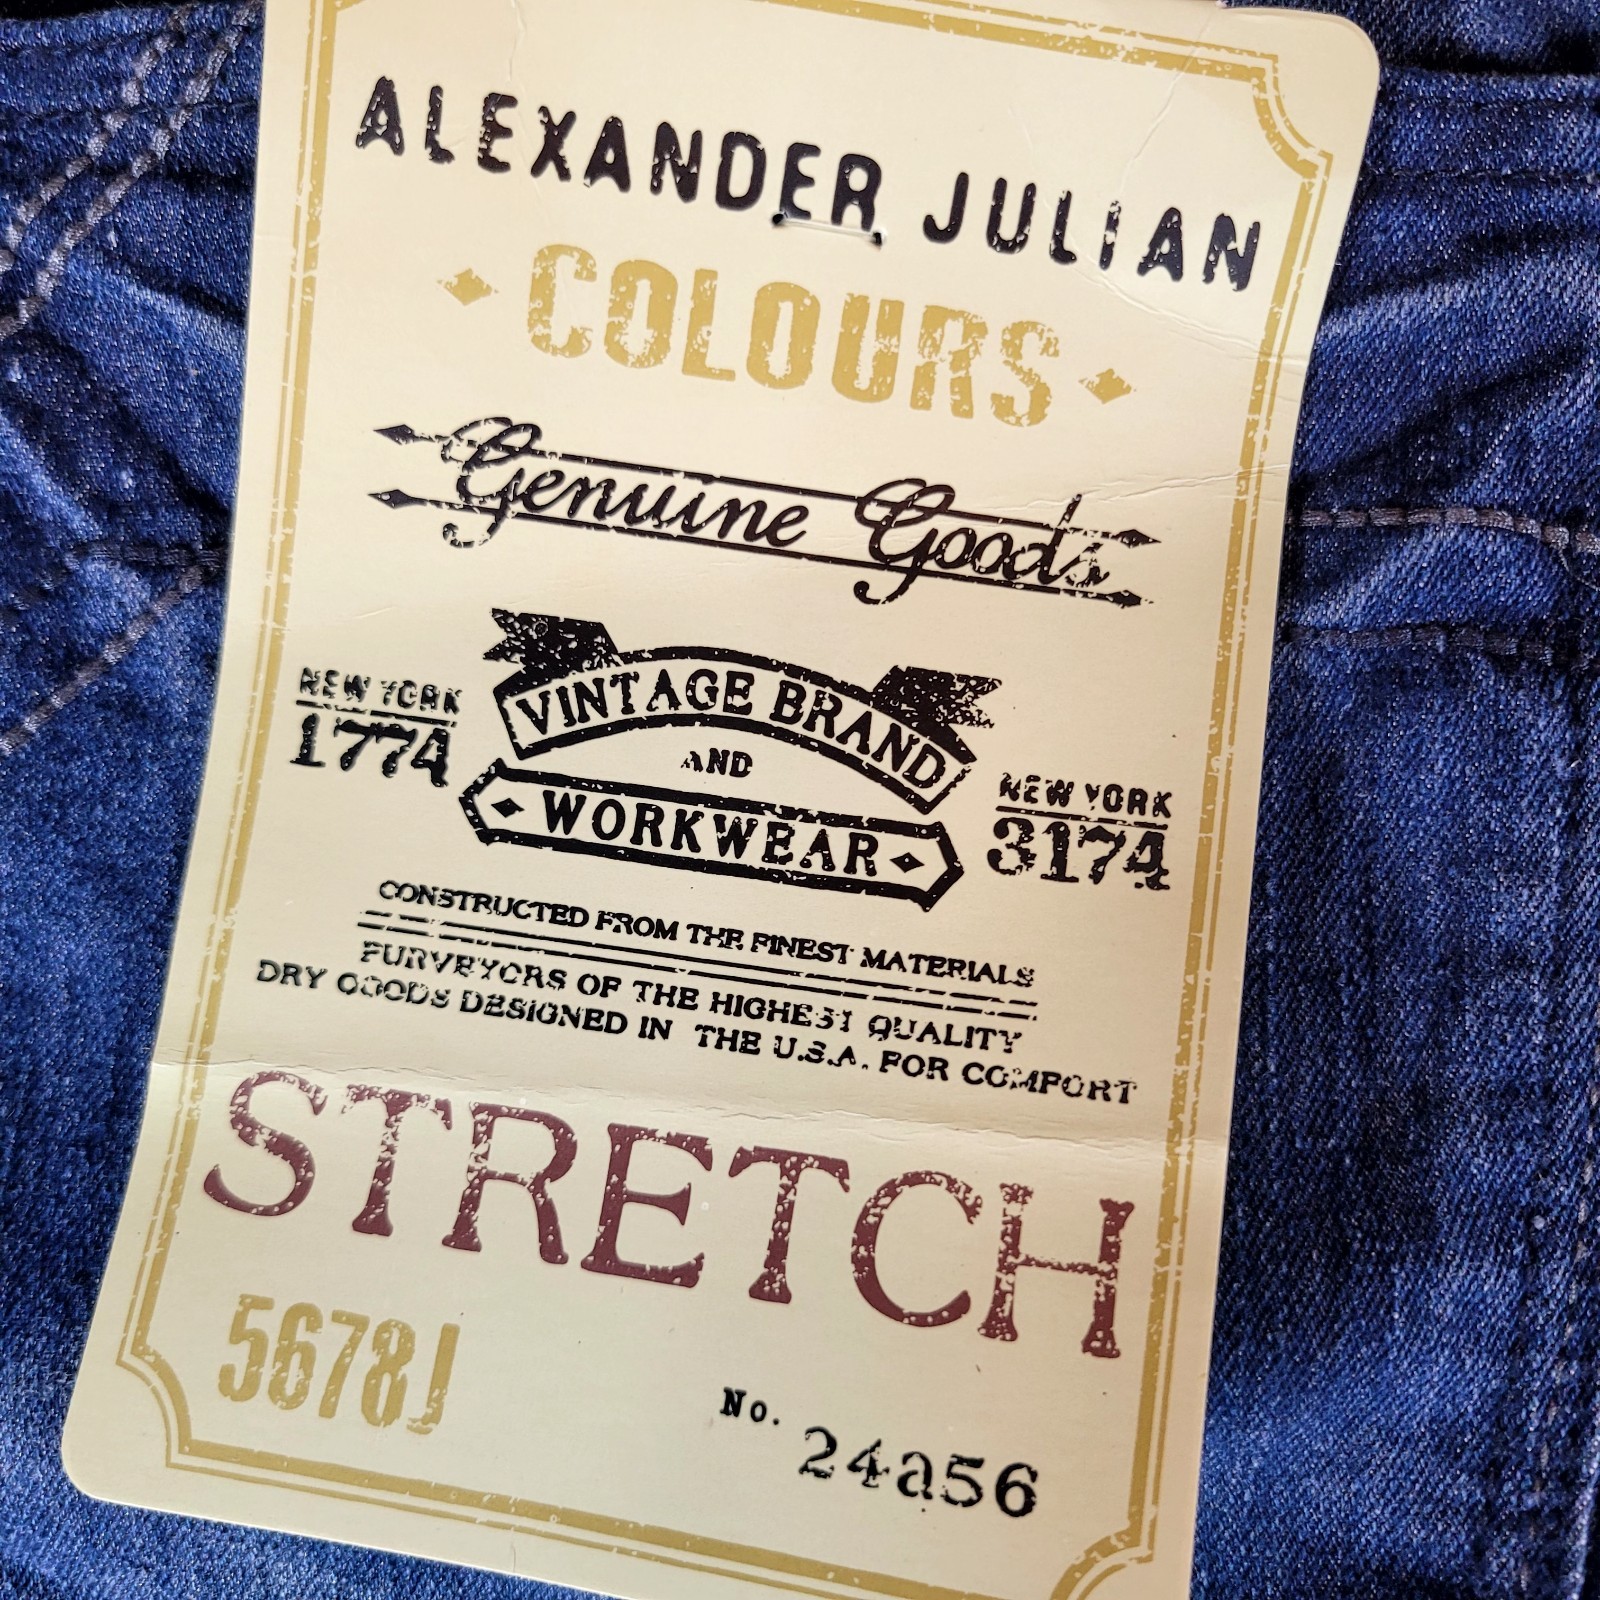 ALEXANDER JULIAN
COLOURS
Genuine Goods
NEW YORK
1774
VINTAGE BRAND
AND
WORKWEAR
NEW YORK
3174
CONSTRUCTED FROM THE FINEST MATERIALS
PURVEYORS OF THE HIGHEST QUALITY
DRY GOODS DESIGNED IN THE U.S.A. FOR COMFORT
STRETCH
5678J
No. 24a56